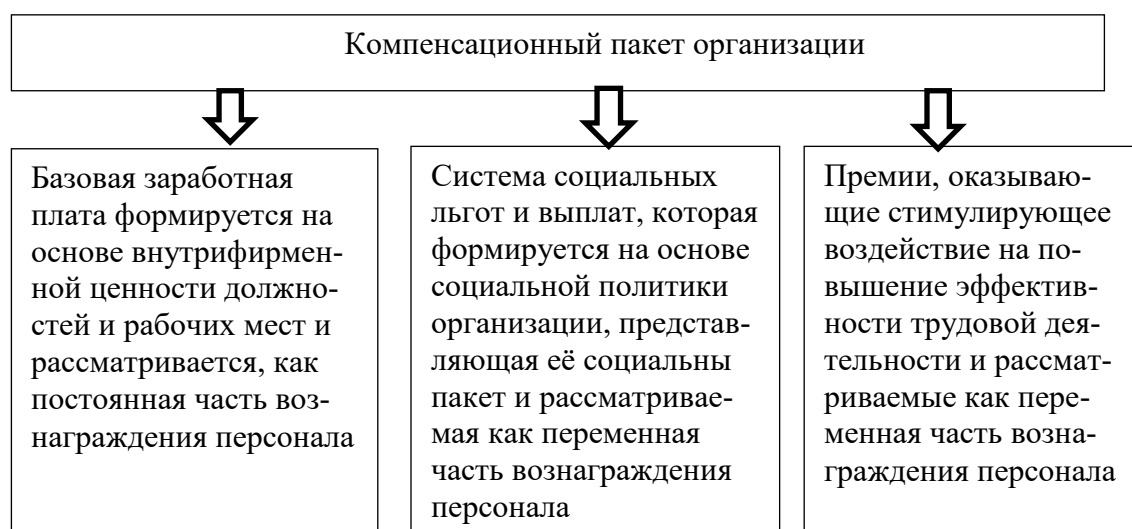 Компенсационный пакет организации
Базовая заработная
плата формируется на
основе внутрифирмен-
ной ценности должно-
стей и рабочих мест и
рассматривается, как
постоянная часть воз-
награждения персонала
Система социальных
льгот и выплат, которая
формируется на основе
социальной политики
организации, представ-
ляющая её социальны
пакет и рассматривае-
мая как переменная
часть вознаграждения
персонала
Премии, оказываю-
щие стимулирующее
воздействие на по-
вышение эффектив-
ности трудовой дея-
тельности и рассмат-
риваемые как пере-
менная часть возна-
граждения персонала